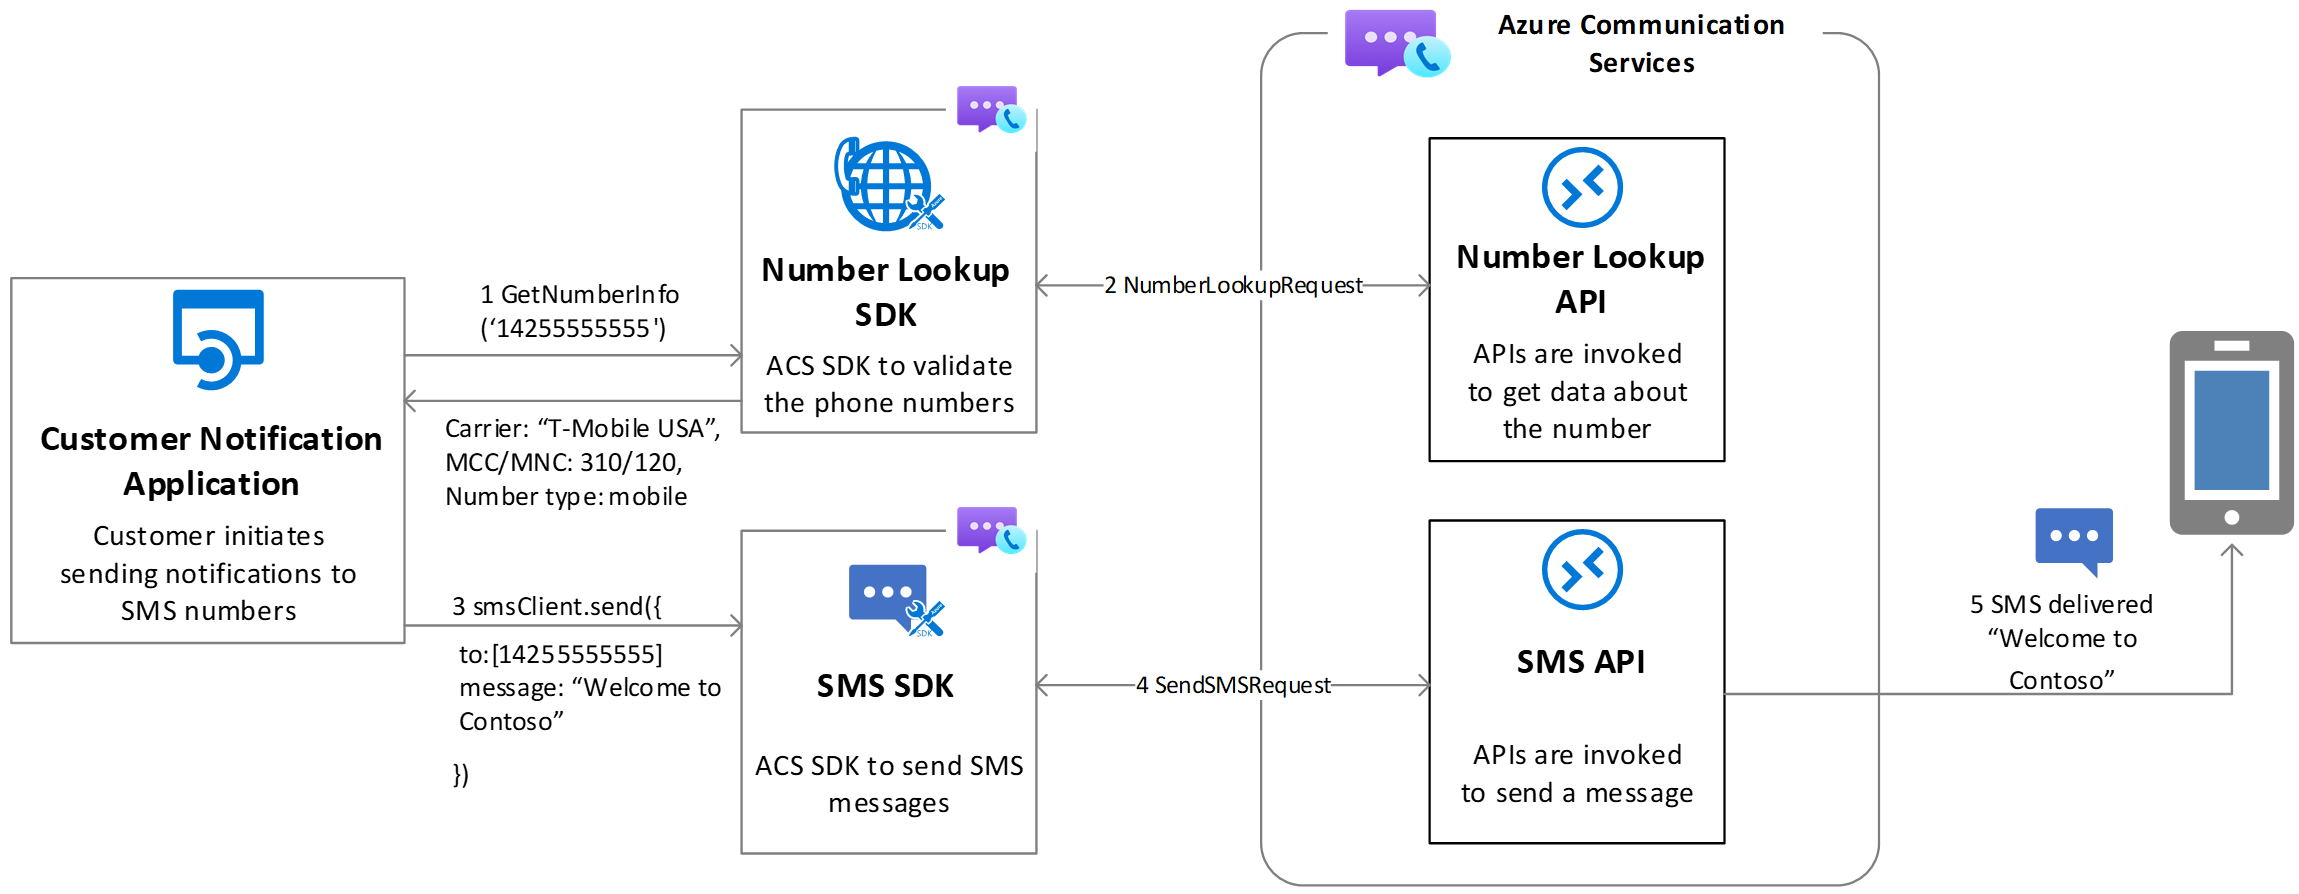 Azure Communication
Services
Customer Notification
Application
Customer initiates
sending notifications to
SMS numbers
1 GetNumberInfo
(‘14255555555')
Carrier: “T-Mobile USA”,
MCC/MNC: 310/120,
Number type: mobile
3 smsClient.send({
to:[14255555555]
message: “Welcome to
Contoso”
})
SDK
Number Lookup
SDK
ACS SDK to validate
the phone numbers
SDK
SMS SDK
ACS SDK to send SMS
messages
2 NumberLookupRequest
4 SendSMSRequest
Number Lookup
API
APIs are invoked
to get data about
the number
SMS API
APIs are invoked
to send a message
5 SMS delivered
“Welcome to
Contoso”